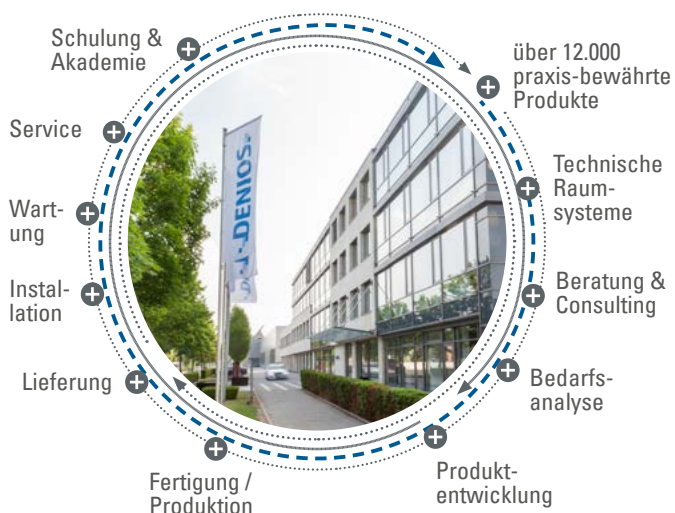 über 12.000
praxis-bewährte
Produkte
Technische
Raum-
systeme
Beratung &
Consulting
Bedarfs-
analyse
Produkt-
entwicklung
Fertigung /
Produktion
Lieferung
Instal-
lation
Wart-
ung
Service
Schulung &
Akademie
DENIOS